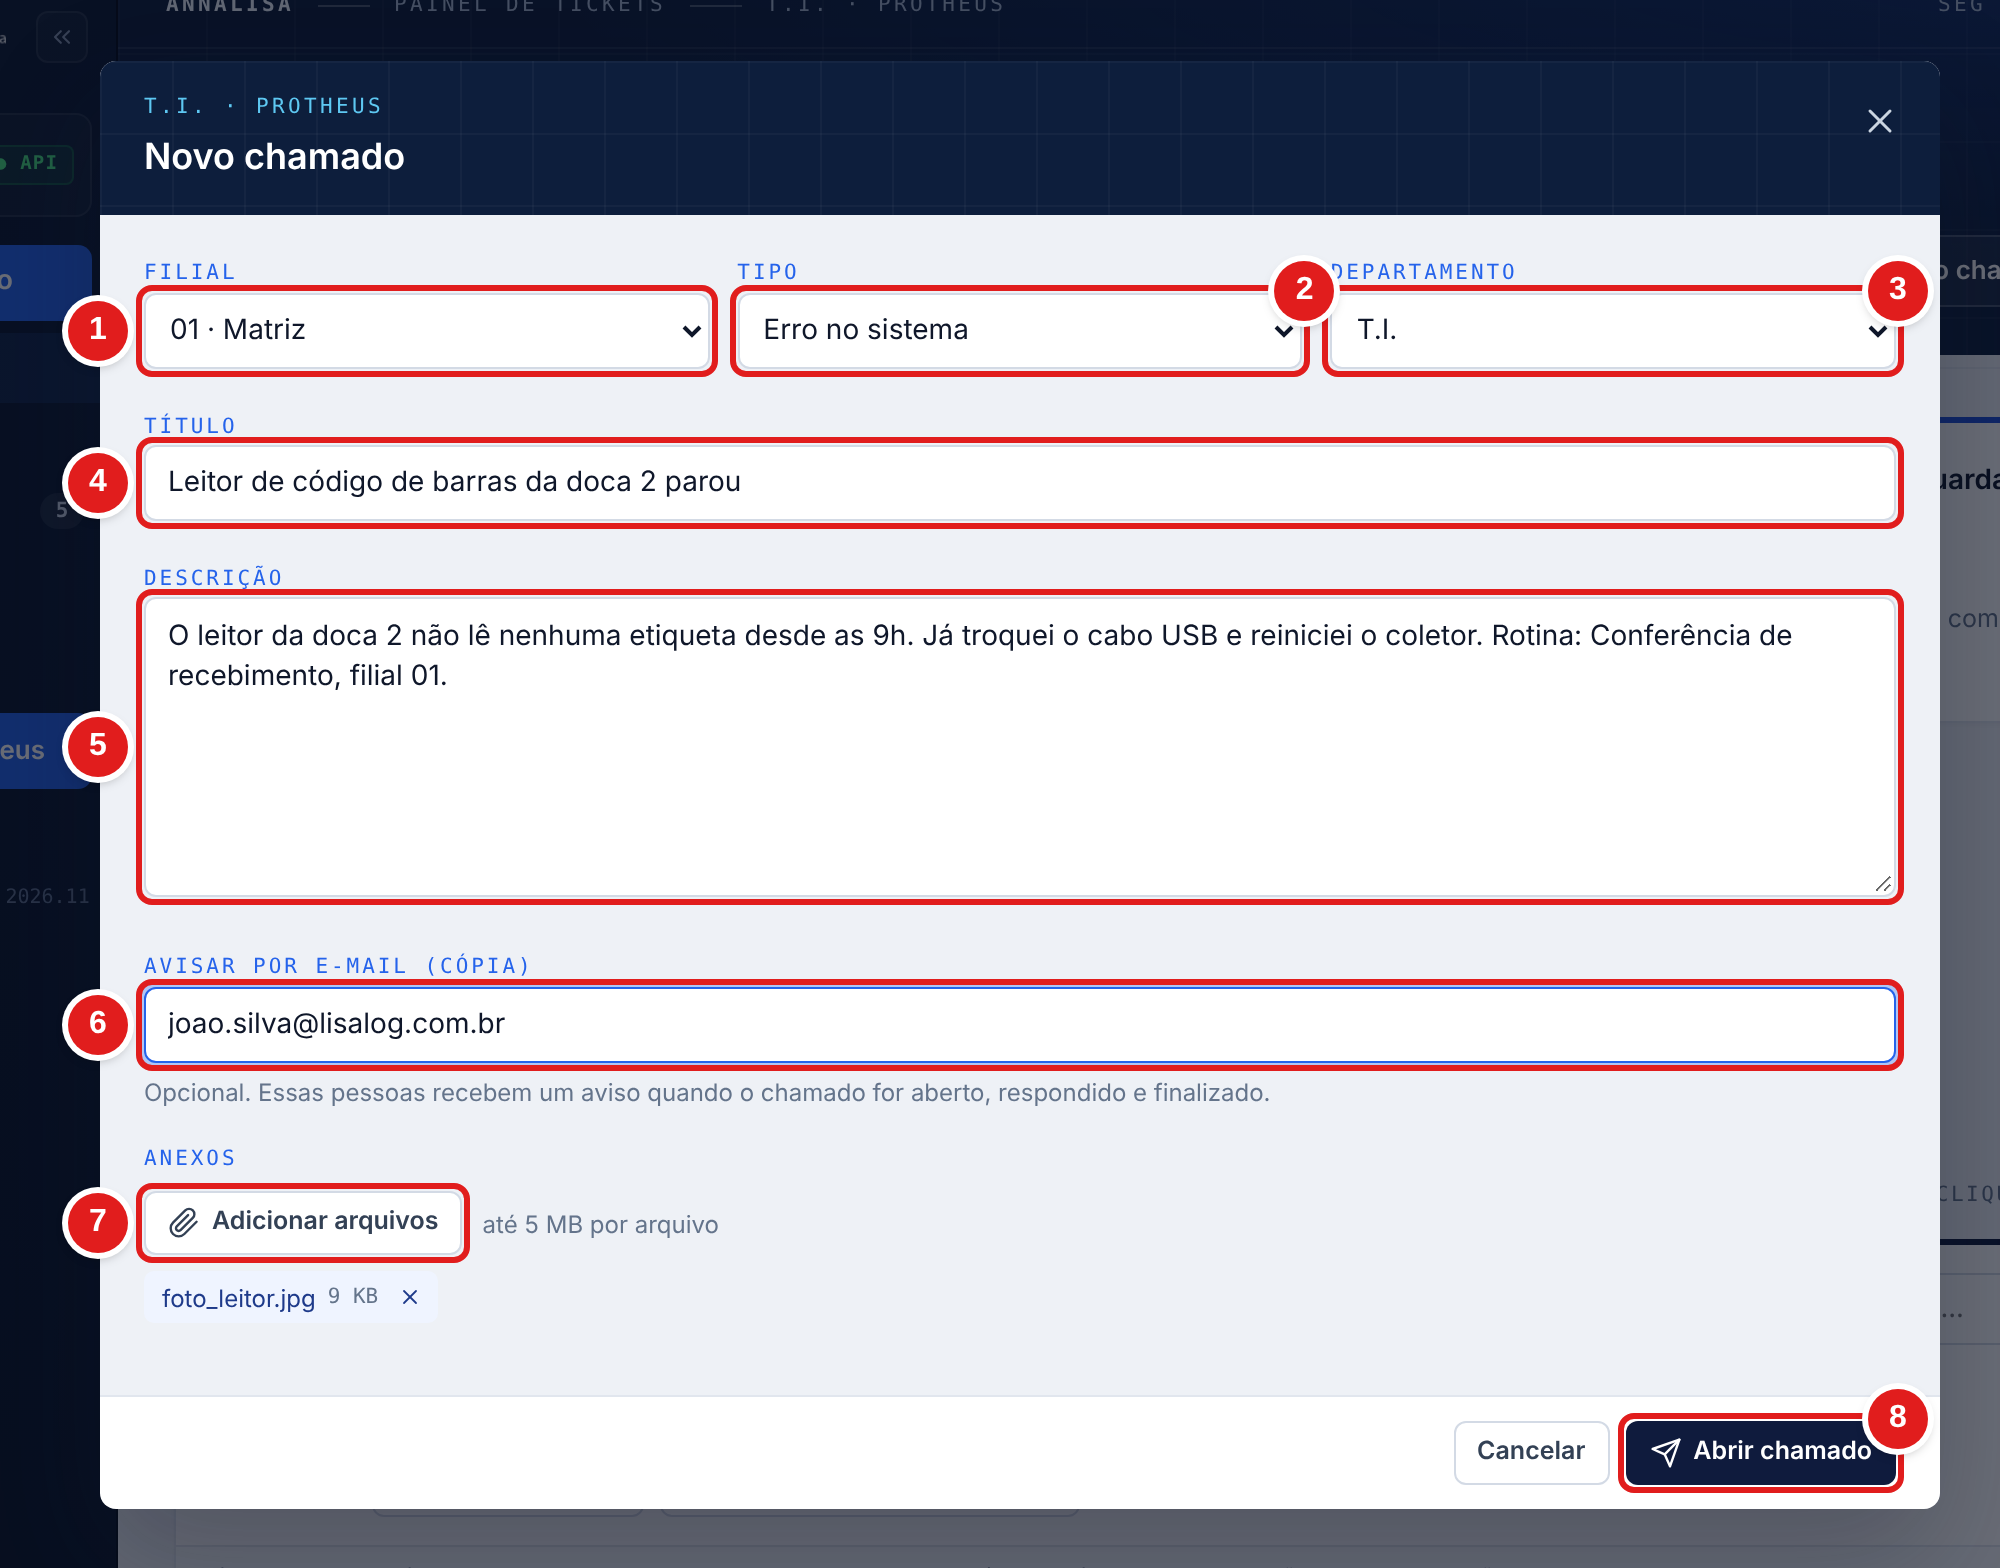 ANNALISA PAINEL DE TICKETS T.I. · PROTHEUS SEG
T.I. · PROTHEUS
Novo chamado
API
FILIAL TIPO DEPARTAMENTO
1 01 · Matriz Erro no sistema 2 T.I. 3
TÍTULO
4 Leitor de código de barras da doca 2 parou
5
DESCRIÇÃO
O leitor da doca 2 não lê nenhuma etiqueta desde as 9h. Já troquei o cabo USB e reiniciei o coletor. Rotina: Conferência de
recebimento, filial 01.
5
2026.11
AVISAR POR E-MAIL (CÓPIA)
6 joao.silva@lisalog.com.br
Opcional. Essas pessoas recebem um aviso quando o chamado for aberto, respondido e finalizado.
ANEXOS
7 Adicionar arquivos até 5 MB por arquivo
foto_leitor.jpg 9 KB
Cancelar Abrir chamado 8